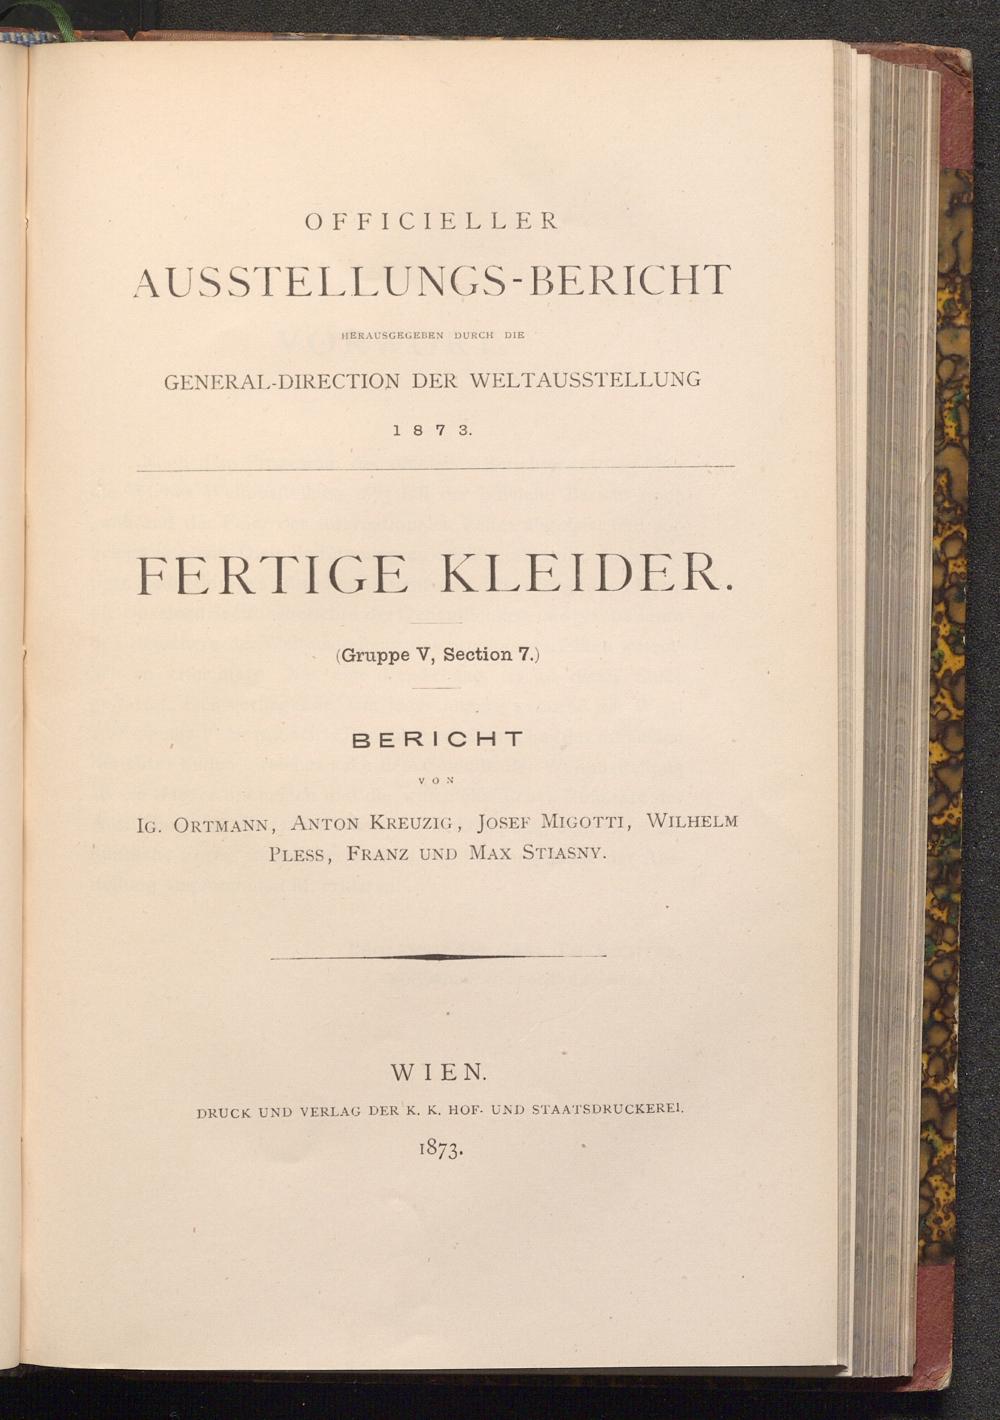 OFFICIELLER
AUSSTELLUNGS-BERICHT
HERAUSGEGEBEN DURCH DIE
GENERAL-DIRECTION DER WELTAUSSTELLUNG
1873.
FERTIGE KLEIDER.
(Gruppe V, Section 7.)
BERICHT
VON
IG. ORTMANN, ANTON KREUZIG, JOSEF MIGOTTI, WILHELM
PLESS, FRANZ UND MAX STIASNY.
WIEN.
DRUCK UND VERLAG DER K. K. HOF- UND STAATSDRUCKEREI.
1873.